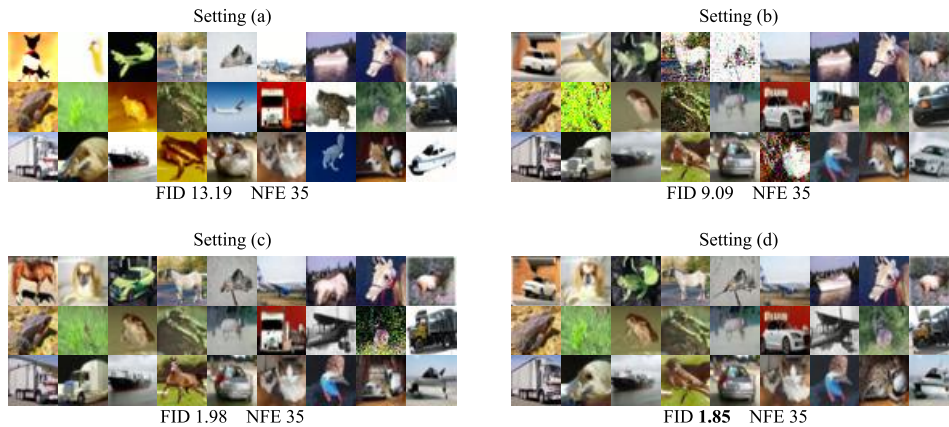 Setting (a)
Setting (b)
FID 13.19 NFE 35
FID 9.09 NFE 35
Setting (c)
Setting (d)
FID 1.98 NFE 35
FID 1.85 NFE 35